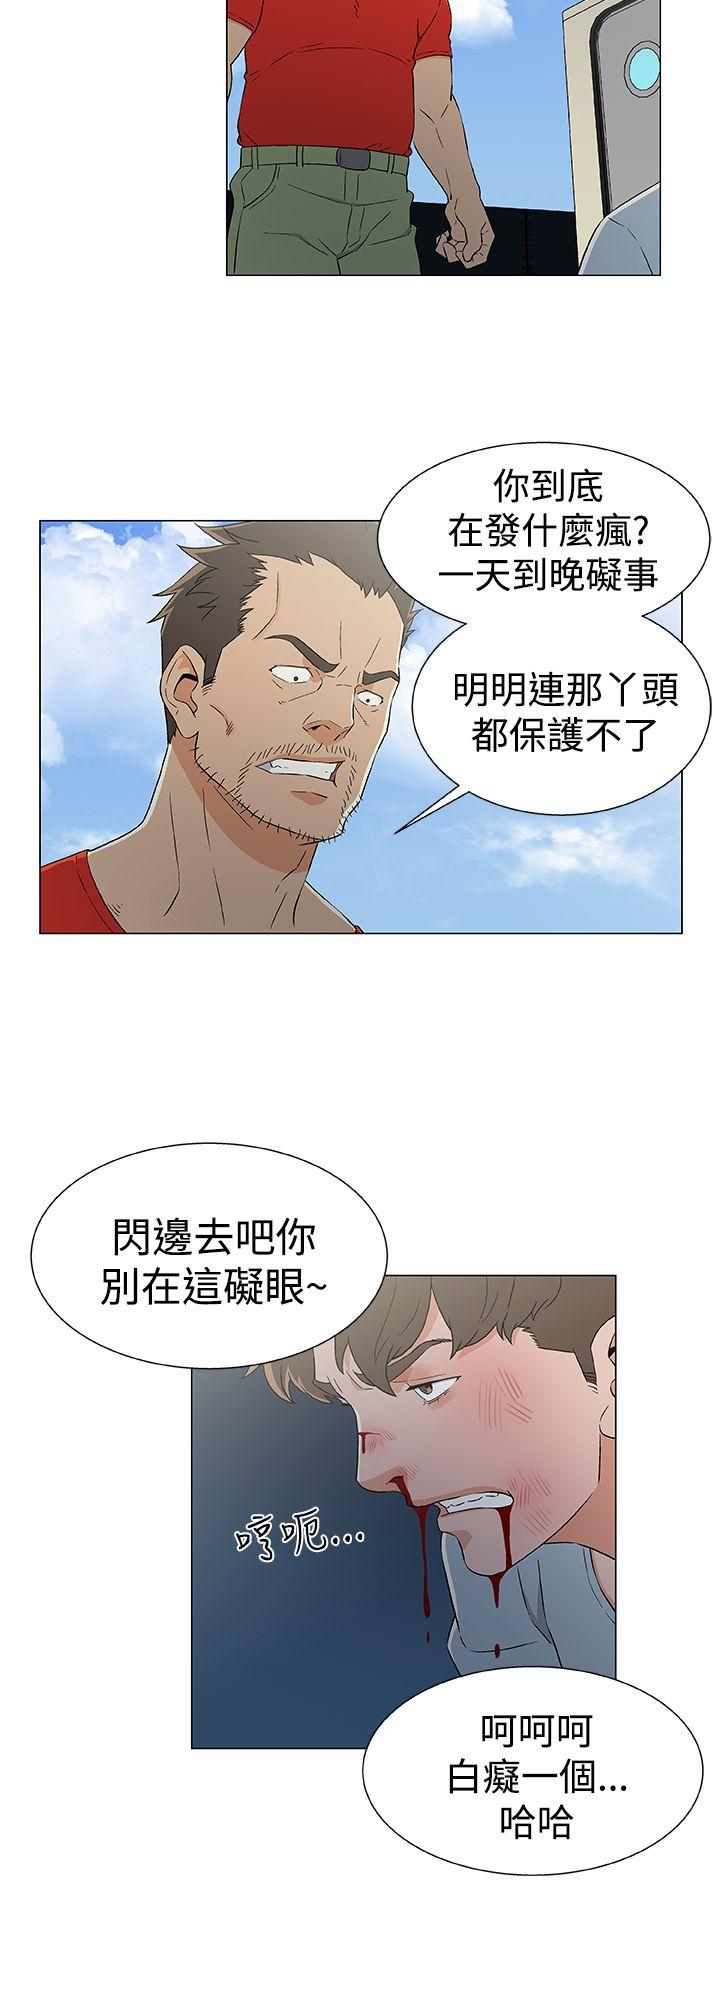 你到底
在發什麼瘋?
一天到晚礙事
明明連那丫頭
都保護不了
閃邊去吧你
別在這礙眼~
哼呃...
呵呵呵
白癡一個...
哈哈